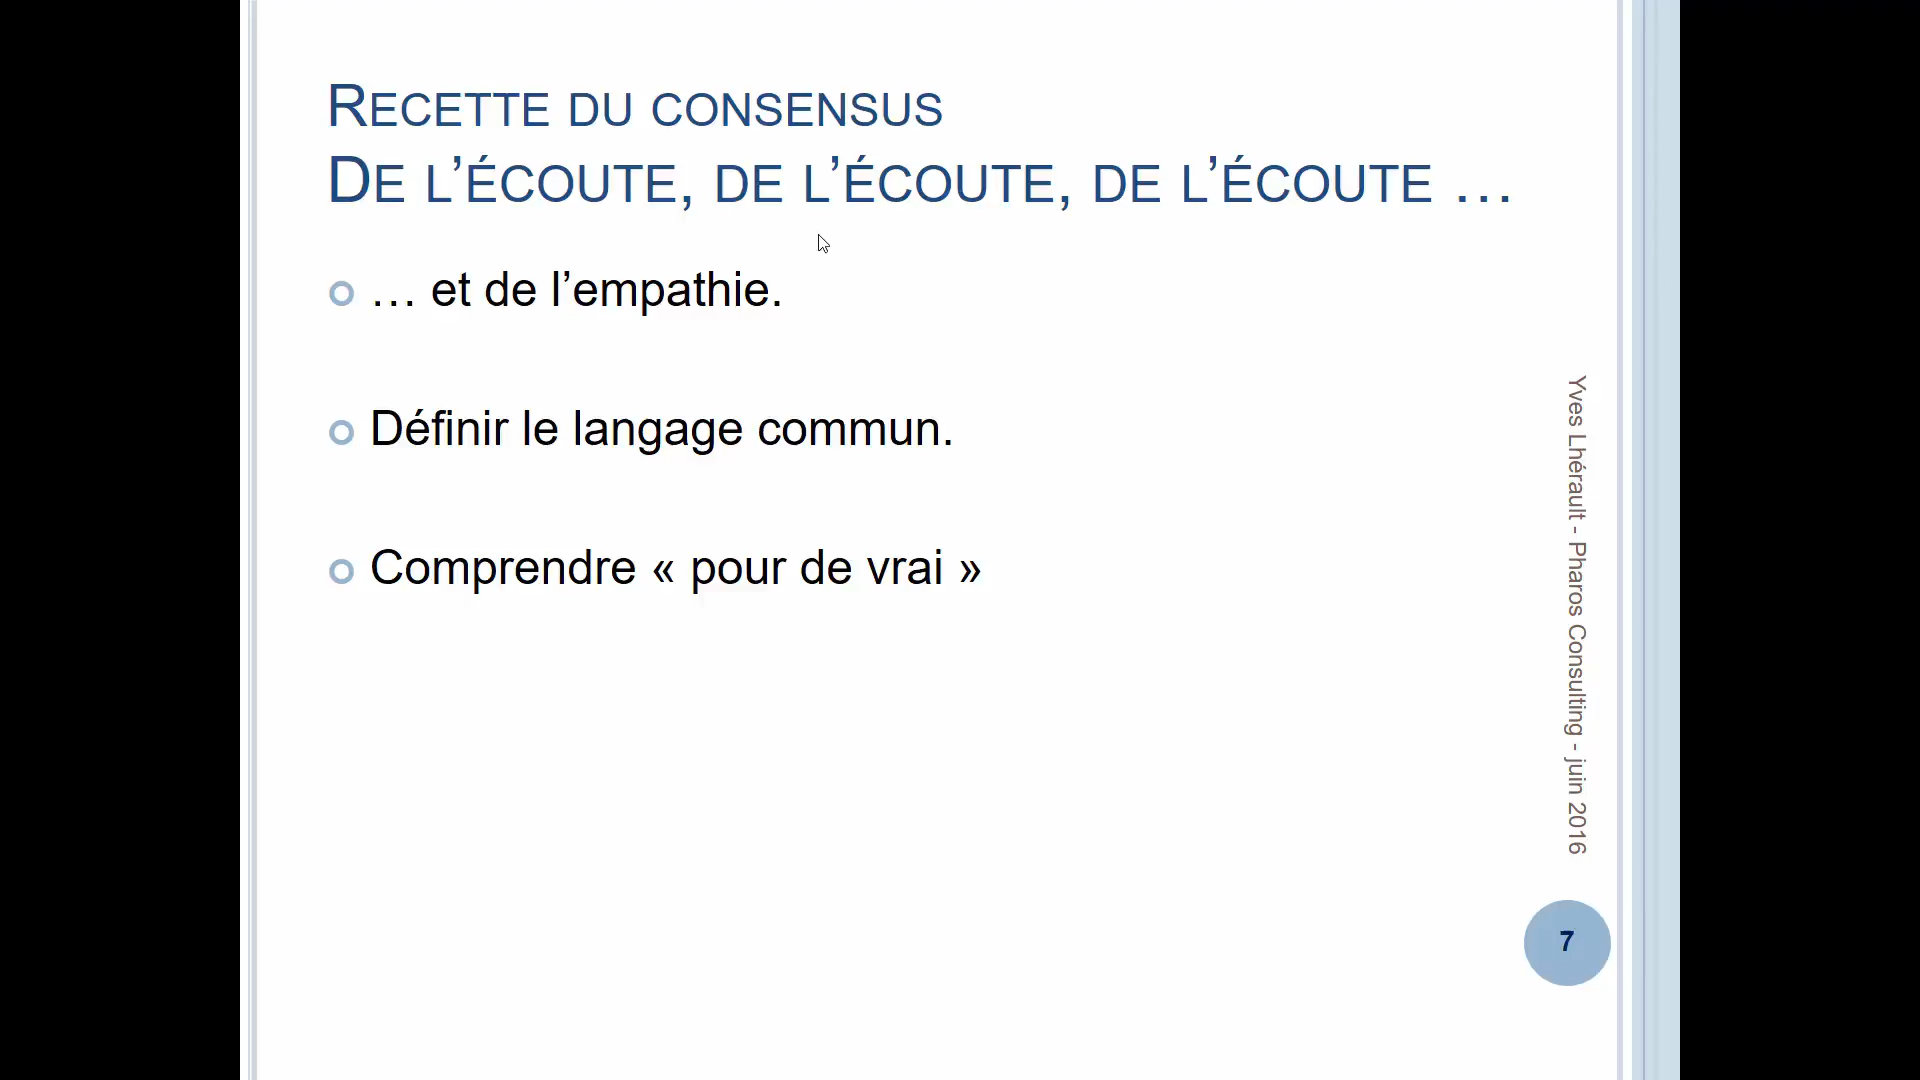 Recette du consensus
De l’écoute, de l’écoute, de l’écoute …
… et de l’empathie.
Définir le langage commun.
Comprendre « pour de vrai »
Yves Lhérault - Pharos Consulting - juin 2016
7